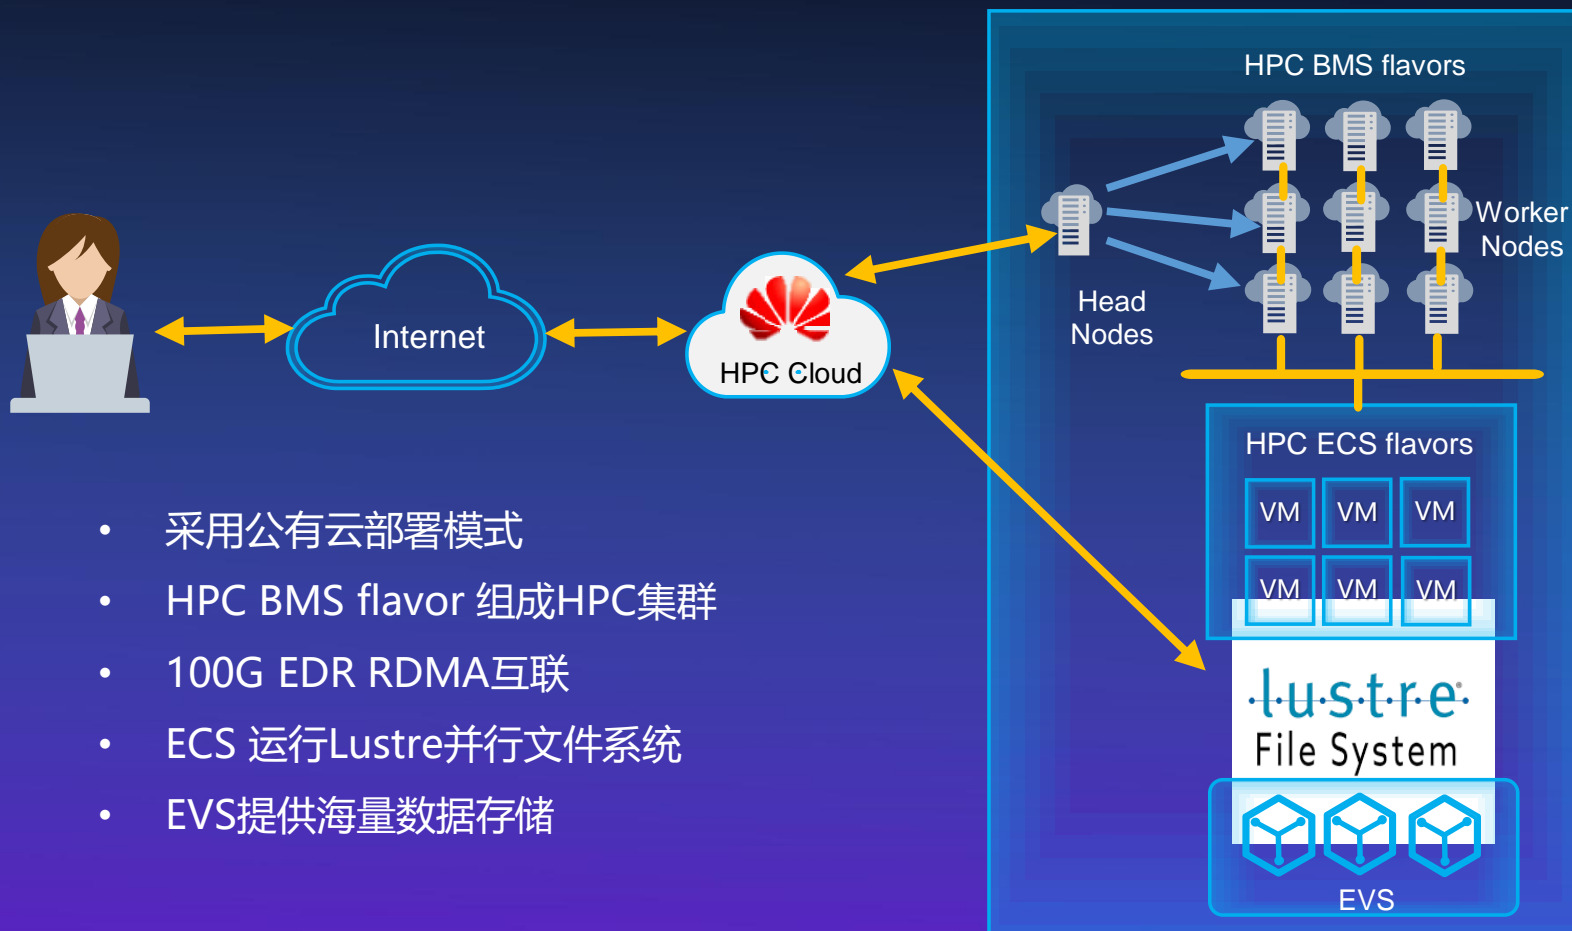 HPC BMS flavors
Worker
Nodes
Head
Nodes
Internet
HPC Cloud
HPC ECS flavors
VM VM VM
VM VM VM
l·u·s·t·r·e®
File System
EVS
• 采用公有云部署模式
• HPC BMS flavor 组成HPC集群
• 100G EDR RDMA互联
• ECS 运行Lustre并行文件系统
• EVS提供海量数据存储